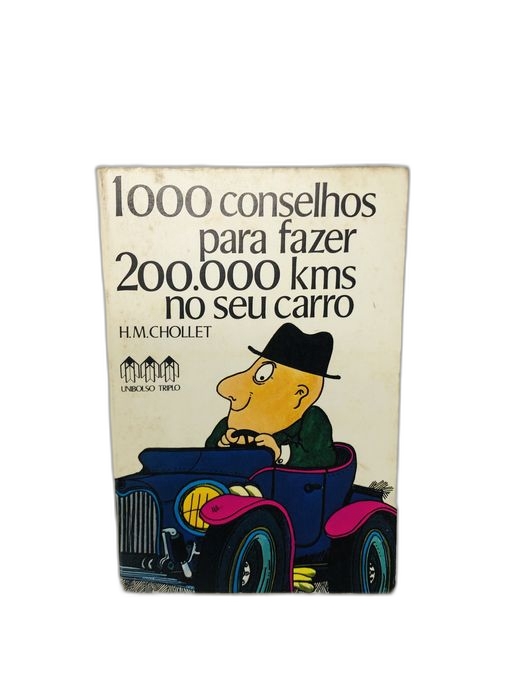 1000 conselhos
para fazer
200.000 kms
no seu carro
H.M.CHOLLET
UNIBOLSO TRIPLO